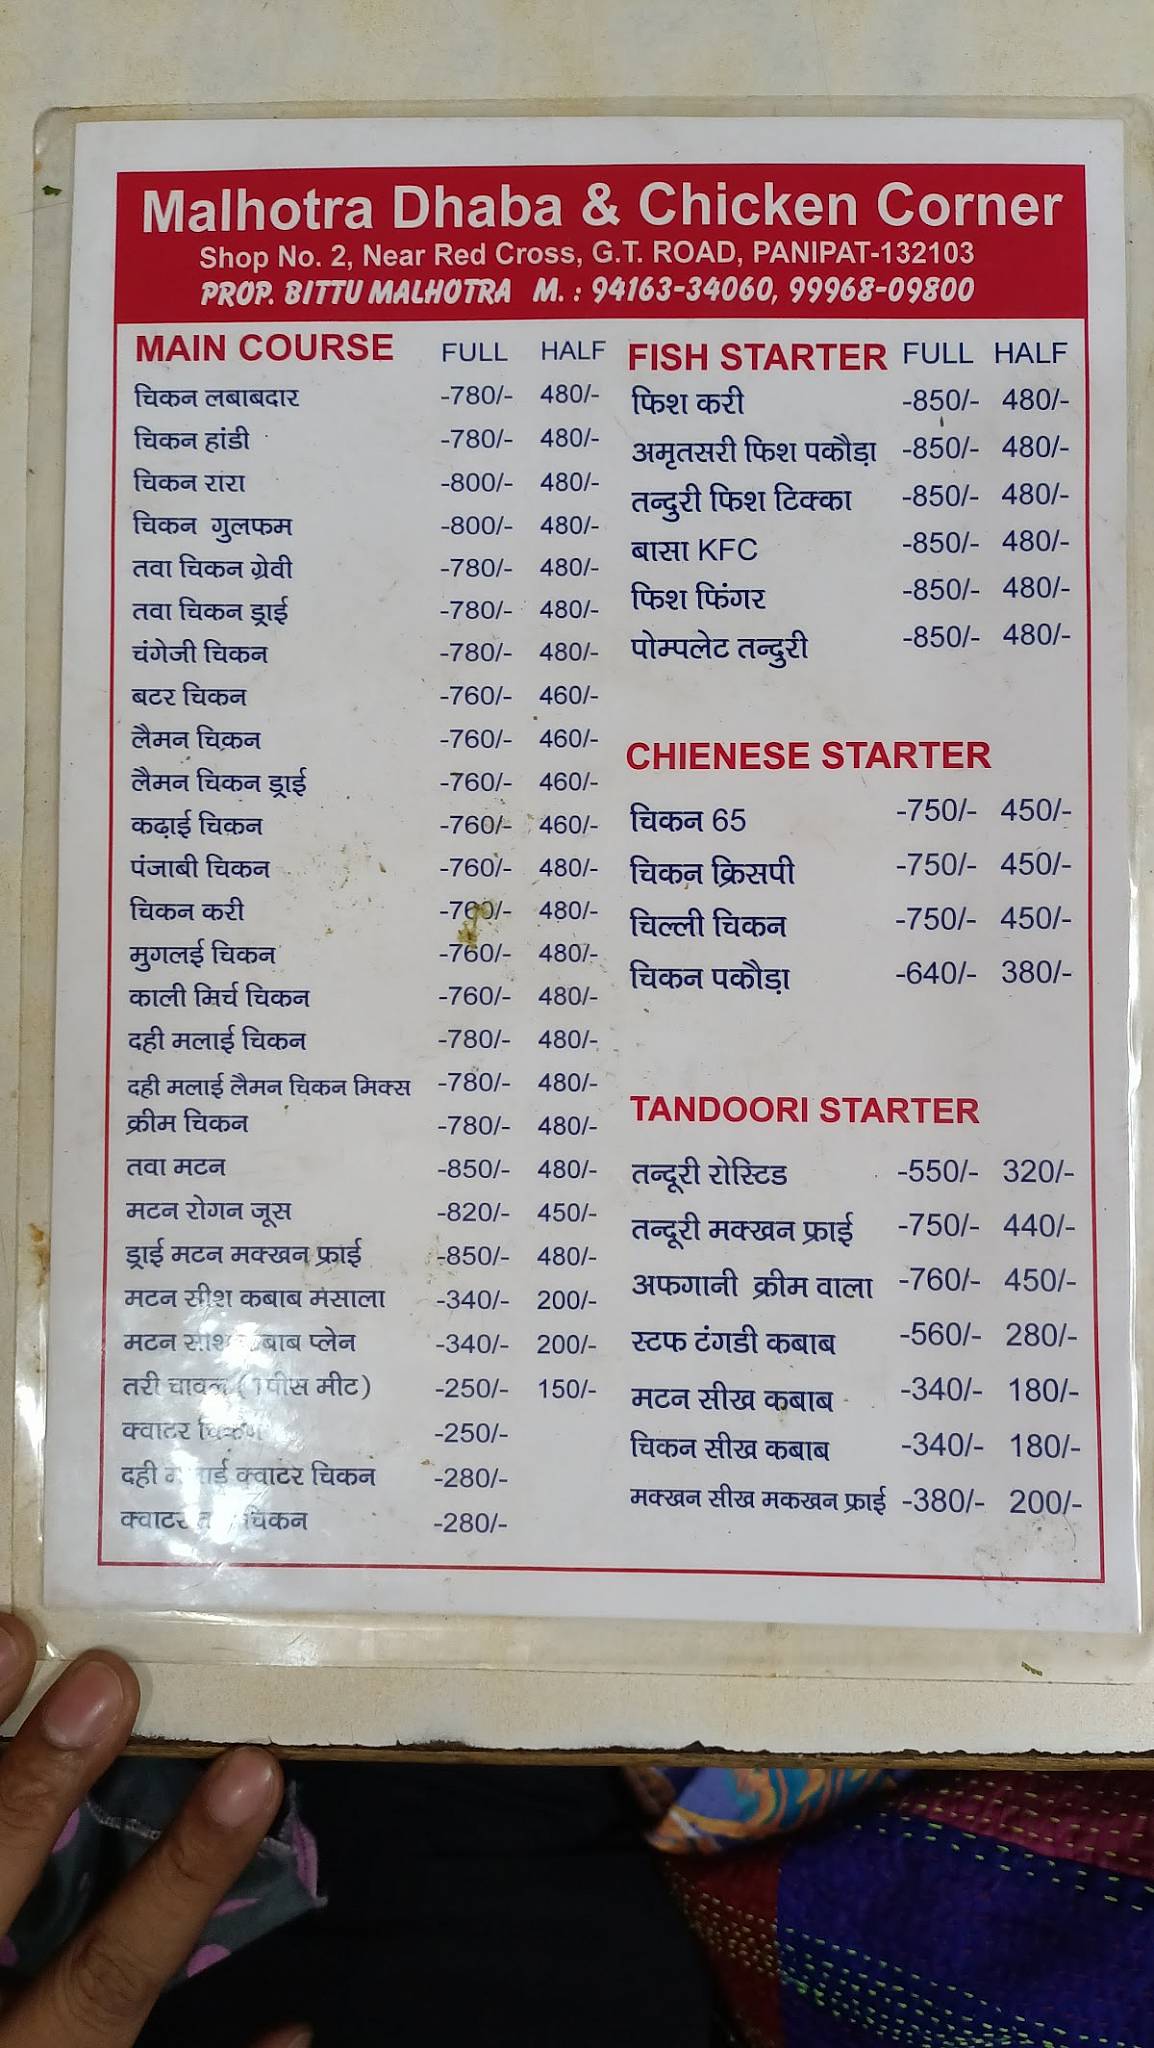 Malhotra Dhaba & Chicken Corner
Shop No. 2, Near Red Cross, G.T. ROAD, PANIPAT-132103
PROP. BITTU MALHOTRA M. : 94163-34060, 99968-09800
MAIN COURSE FULL HALF
चिकन लबाबदार -780/- 480/-
चिकन हांडी -780/- 480/-
चिकन रारा -800/- 480/-
चिकन गुलफम -800/- 480/-
तवा चिकन ग्रेवी -780/- 480/-
तवा चिकन ड्राई -780/- 480/-
चंगेजी चिकन -780/- 480/-
बटर चिकन -760/- 460/-
लैमन चिकन -760/- 460/-
लैमन चिकन ड्राई -760/- 460/-
कढ़ाई चिकन -760/- 460/-
पंजाबी चिकन -760/- 480/-
चिकन करी -760/- 480/-
मुगलई चिकन -760/- 480/-
काली मिर्च चिकन -760/- 480/-
दही मलाई चिकन -780/- 480/-
दही मलाई लैमन चिकन मिक्स -780/- 480/-
क्रीम चिकन -780/- 480/-
तवा मटन -850/- 480/-
मटन रोगन जूस -820/- 450/-
ड्राई मटन मक्खन फ्राई -850/- 480/-
मटन सीश कबाब मसाला -340/- 200/-
मटन सीश कबाब प्लेन -340/- 200/-
तरी चावल (1पीस मीट) -250/- 150/-
क्वाटर चिकन -250/-
दही मलाई क्वाटर चिकन -280/-
क्वाटर चिकन -280/-
FISH STARTER FULL HALF
फिश करी -850/- 480/-
अमृतसरी फिश पकौड़ा -850/- 480/-
तन्दुरी फिश टिक्का -850/- 480/-
बासा KFC -850/- 480/-
फिश फिंगर -850/- 480/-
पोम्पलेट तन्दुरी -850/- 480/-
CHIENESE STARTER
चिकन 65 -750/- 450/-
चिकन क्रिसपी -750/- 450/-
चिल्ली चिकन -750/- 450/-
चिकन पकौड़ा -640/- 380/-
TANDOORI STARTER
तन्दूरी रोस्टिड -550/- 320/-
तन्दूरी मक्खन फ्राई -750/- 440/-
अफगानी क्रीम वाला -760/- 450/-
स्टफ टंगडी कबाब -560/- 280/-
मटन सीख कबाब -340/- 180/-
चिकन सीख कबाब -340/- 180/-
मक्खन सीख मकखन फ्राई -380/- 200/-